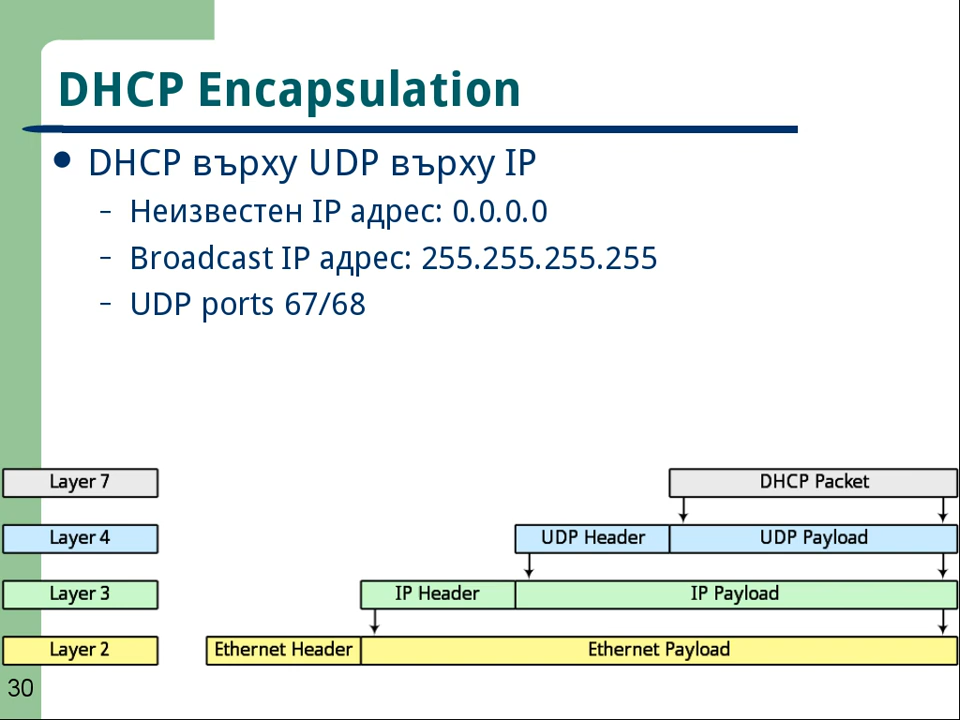 DHCP Encapsulation
DHCP върху UDP върху IP
– Неизвестен IP адрес: 0.0.0.0
– Broadcast IP адрес: 255.255.255.255
– UDP ports 67/68
Layer 7 DHCP Packet
Layer 4 UDP Header UDP Payload
Layer 3 IP Header IP Payload
Layer 2 Ethernet Header Ethernet Payload
30